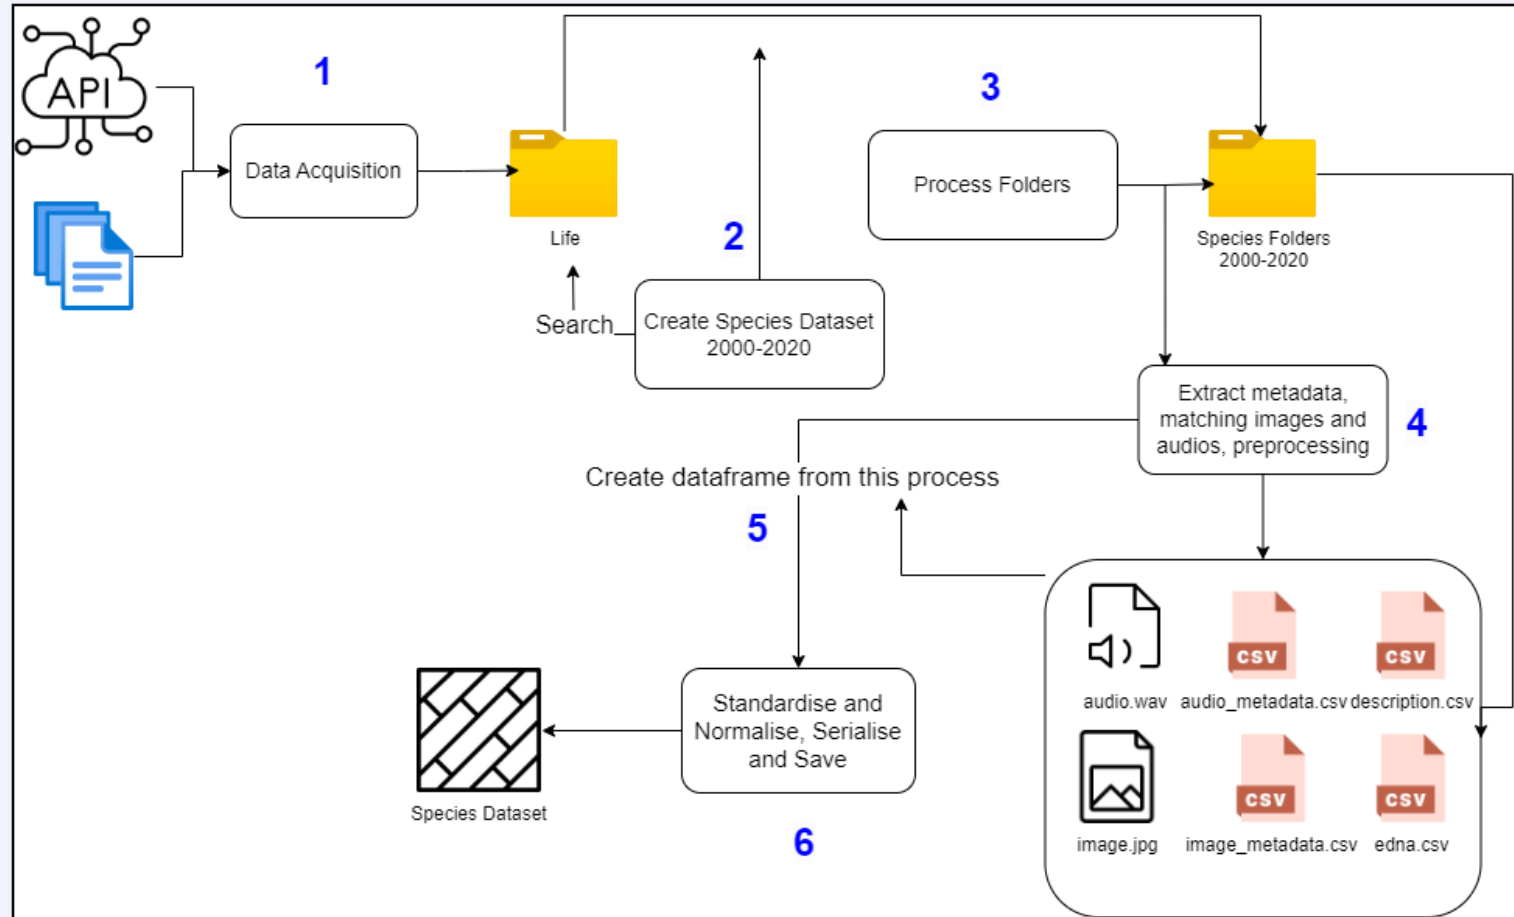 API
1
Data Acquisition
Life
2
Search
Create Species Dataset
2000-2020
3
Process Folders
Species Folders
2000-2020
Extract metadata,
matching images and
audios, preprocessing
4
Create dataframe from this process
5
CSV
CSV
audio.wav
audio_metadata.csv
description.csv
CSV
CSV
image.jpg
image_metadata.csv
edna.csv
Standardise and
Normalise, Serialise
and Save
Species Dataset
6